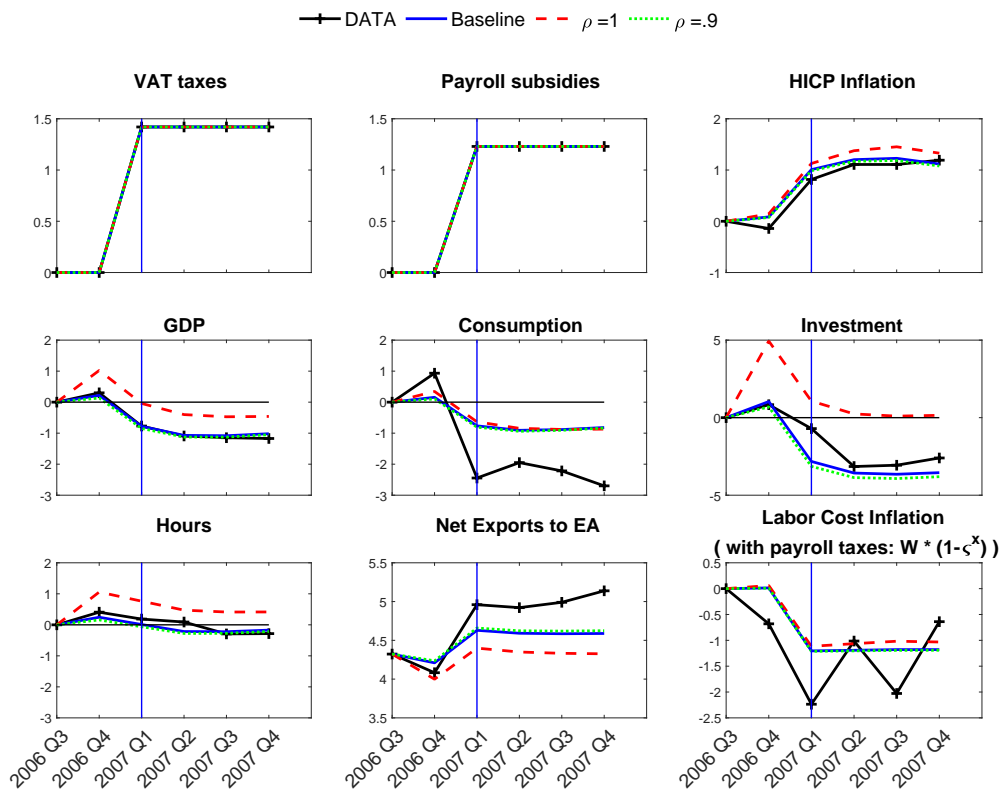 DATA Baseline ρ =1 ρ =.9
VAT taxes Payroll subsidies HICP Inflation
1.5 1.5 2
1 1 1
0.5 0.5 0
0 0 -1
GDP Consumption Investment
2 2 5
1 1
0 0 0
-1 -1
-2 -2
-3 -3 -5
Hours Net Exports to EA Labor Cost Inflation
( with payroll taxes: W * (1-ς^x) )
2 5.5 0.5
1 5 0
0 4.5 -0.5
-1 4 -1.0
-2 3.5 -1.5
-3 -2.0
-2.5
2006 Q3 2006 Q4 2007 Q1 2007 Q2 2007 Q3 2007 Q4 2006 Q3 2006 Q4 2007 Q1 2007 Q2 2007 Q3 2007 Q4 2006 Q3 2006 Q4 2007 Q1 2007 Q2 2007 Q3 2007 Q4